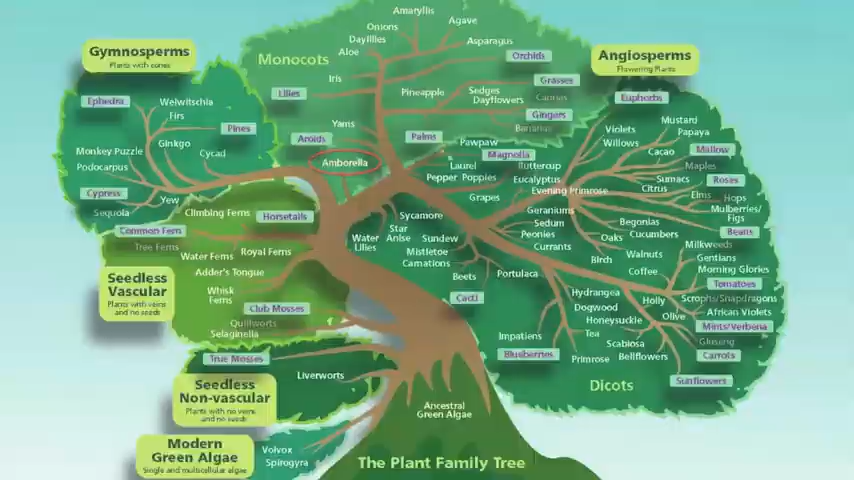 Amaryllis
Onions
Agave
Daylilies
Asparagus
Aloe
Monocots
Orchids
Iris
Grasses
Lilies
Pineapple
Sedges
Dayflowers
Cannas
Gingers
Yams
Bananas
Aroids
Palms
Gymnosperms
Plants with cones
Ephedra
Welwitschia
Firs
Pines
Ginkgo
Monkey Puzzle
Cycad
Podocarpus
Cypress
Yew
Sequoia
Amborella
Angiosperms
Flowering Plants
Euphorbs
Pawpaw
Magnolia
Laurel
Buttercup
Pepper
Poppies
Eucalyptus
Evening Primrose
Grapes
Violets
Willows
Mustard
Papaya
Cacao
Mallow
Maples
Sumacs
Roses
Citrus
Elms
Hops
Mulberries/
Figs
Geraniums
Sedum
Peonies
Currants
Begonias
Cucumbers
Beans
Oaks
Birch
Walnuts
Milkweeds
Gentians
Morning Glories
Coffee
Tomatoes
Sycamore
Star
Anise
Sundew
Water
Lilies
Mistletoe
Carnations
Beets
Portulaca
Cacti
Hydrangea
Dogwood
Honeysuckle
Holly
Scrophs/Snapdragons
Olive
African Violets
Mints/Verbena
Ginseng
Carrots
Impatiens
Tea
Scabiosa
Blueberries
Primrose
Bellflowers
Sunflowers
Dicots
Climbing Ferns
Horsetails
Common Fern
Tree Ferns
Water Ferns
Royal Ferns
Adder's Tongue
Whisk
Ferns
Club Mosses
Quillworts
Selaginella
Seedless
Vascular
Plants with veins
and no seeds
True Mosses
Liverworts
Seedless
Non-vascular
Plants with no veins
and no seeds
Ancestral
Green Algae
Modern
Green Algae
Single and multicellular algae
Volvox
Spirogyra
The Plant Family Tree